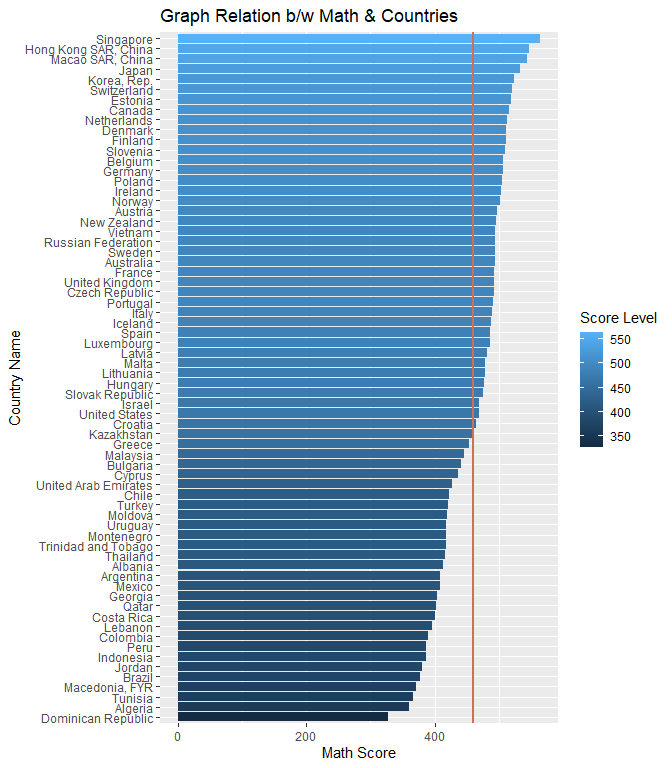 Graph Relation b/w Math & Countries
Singapore
Hong Kong SAR, China
Macao SAR, China
Japan
Korea, Rep.
Switzerland
Estonia
Canada
Netherlands
Denmark
Finland
Slovenia
Belgium
Germany
Poland
Ireland
Norway
Austria
New Zealand
Vietnam
Russian Federation
Sweden
Australia
France
United Kingdom
Czech Republic
Portugal
Italy
Iceland
Spain
Luxembourg
Latvia
Malta
Lithuania
Hungary
Slovak Republic
Israel
United States
Croatia
Kazakhstan
Greece
Malaysia
Bulgaria
Cyprus
United Arab Emirates
Chile
Turkey
Moldova
Uruguay
Montenegro
Trinidad and Tobago
Thailand
Albania
Argentina
Mexico
Georgia
Qatar
Costa Rica
Lebanon
Colombia
Peru
Indonesia
Jordan
Brazil
Macedonia, FYR
Tunisia
Algeria
Dominican Republic
Country Name
0 200 400
Math Score
Score Level
550
500
450
400
350